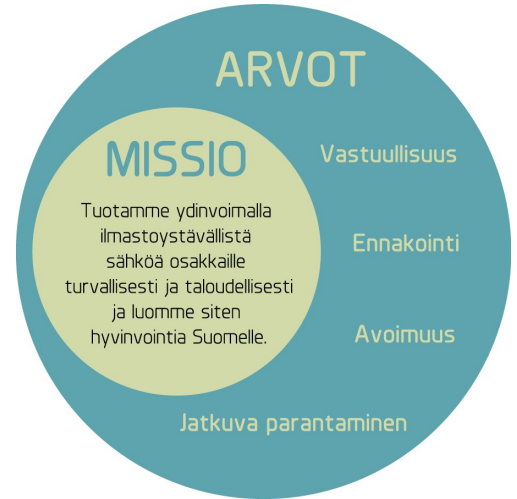 ARVOT
MISSIO
Tuotamme ydinvoimalla
ilmastoystävällistä
sähköä osakkaille
turvallisesti ja taloudellisesti
ja luomme siten
hyvinvointia Suomelle.
Vastuullisuus
Ennakointi
Avoimuus
Jatkuva parantaminen